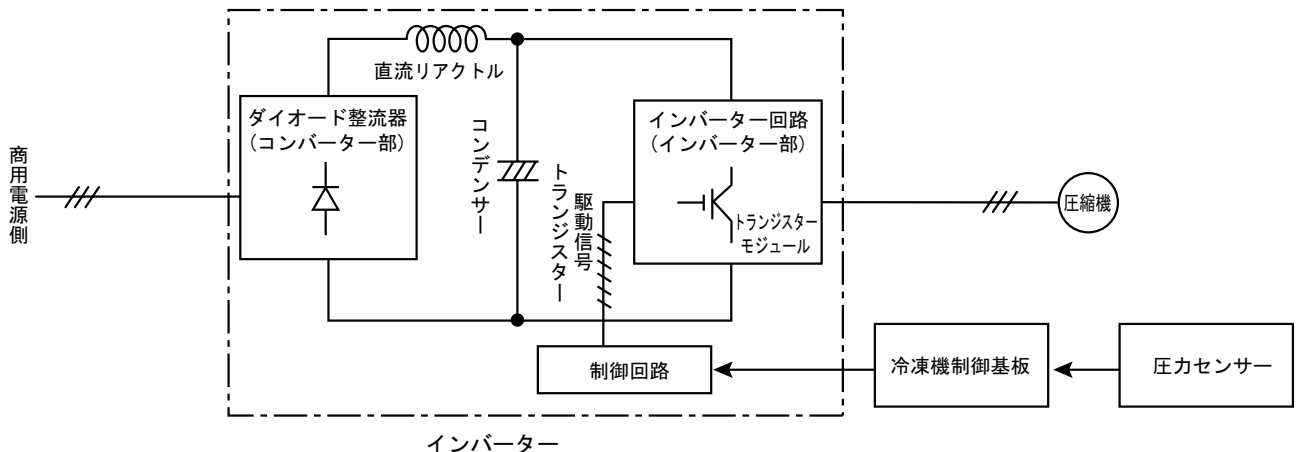 商用電源側
ダイオード整流器
(コンバーター部)
直流リアクトル
コンデンサー
トランジスター
駆動信号
インバーター回路
(インバーター部)
トランジスター
モジュール
圧縮機
制御回路
冷凍機制御基板
圧力センサー
インバーター